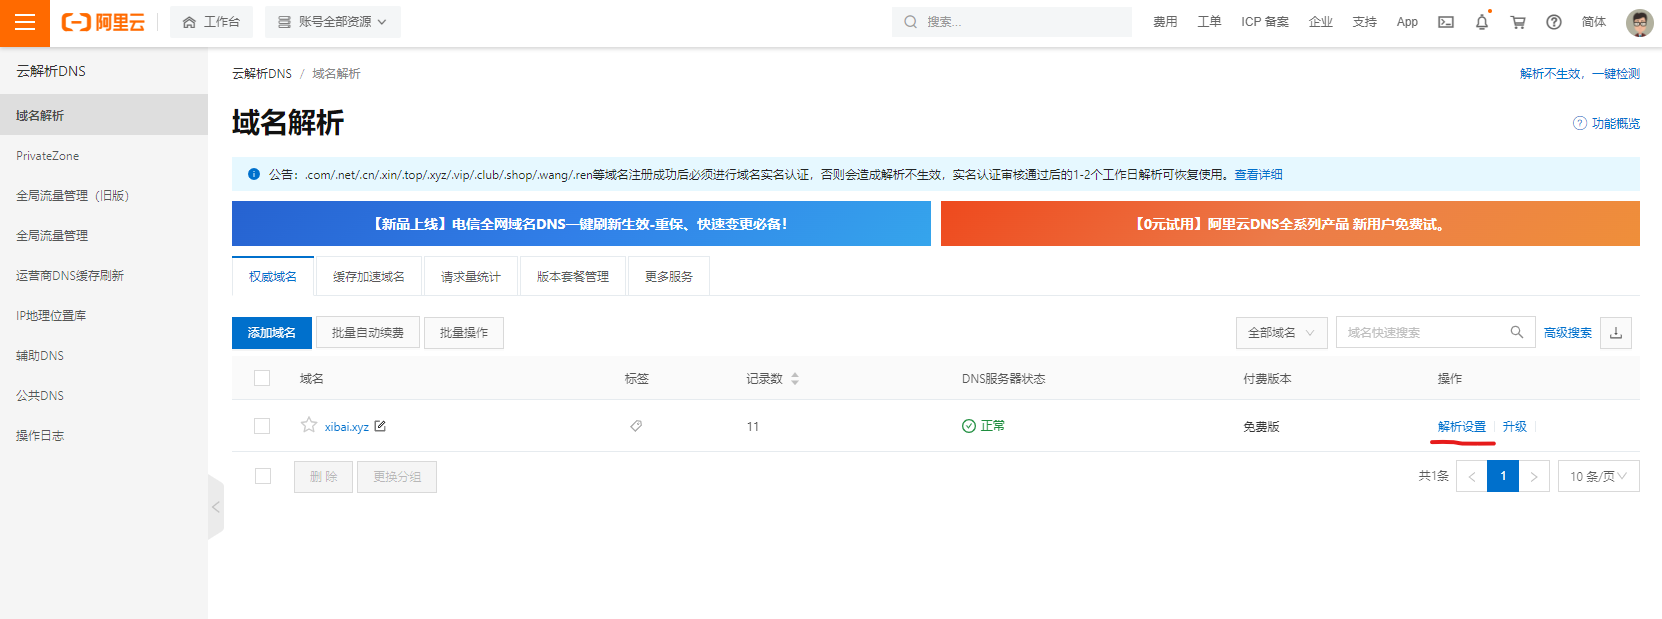 阿里云 工作台 账号全部资源 搜索... 费用 工单 ICP 备案 企业 支持 App 简体
云解析DNS
域名解析
PrivateZone
全局流量管理（旧版）
全局流量管理
运营商DNS缓存刷新
IP地理位置库
辅助DNS
公共DNS
操作日志
云解析DNS / 域名解析 解析不生效，一键检测
域名解析 功能概览
公告：.com/.net/.cn/.xin/.top/.xyz/.vip/.club/.shop/.wang/.ren等域名注册成功后必须进行域名实名认证，否则会造成解析不生效，实名认证审核通过后的1-2个工作日解析可恢复使用。查看详细
【新品上线】电信全网域名DNS一键刷新生效-重保、快速变更必备！ 【0元试用】阿里云DNS全系列产品 新用户免费试。
权威域名 缓存加速域名 请求量统计 版本套餐管理 更多服务
添加域名 批量自动续费 批量操作 全部域名 域名快速搜索 高级搜索
域名 标签 记录数 DNS服务器状态 付费版本 操作
xibai.xyz 11 正常 免费版 解析设置 升级
删 除 更换分组 共1条 < 1 > 10 条/页